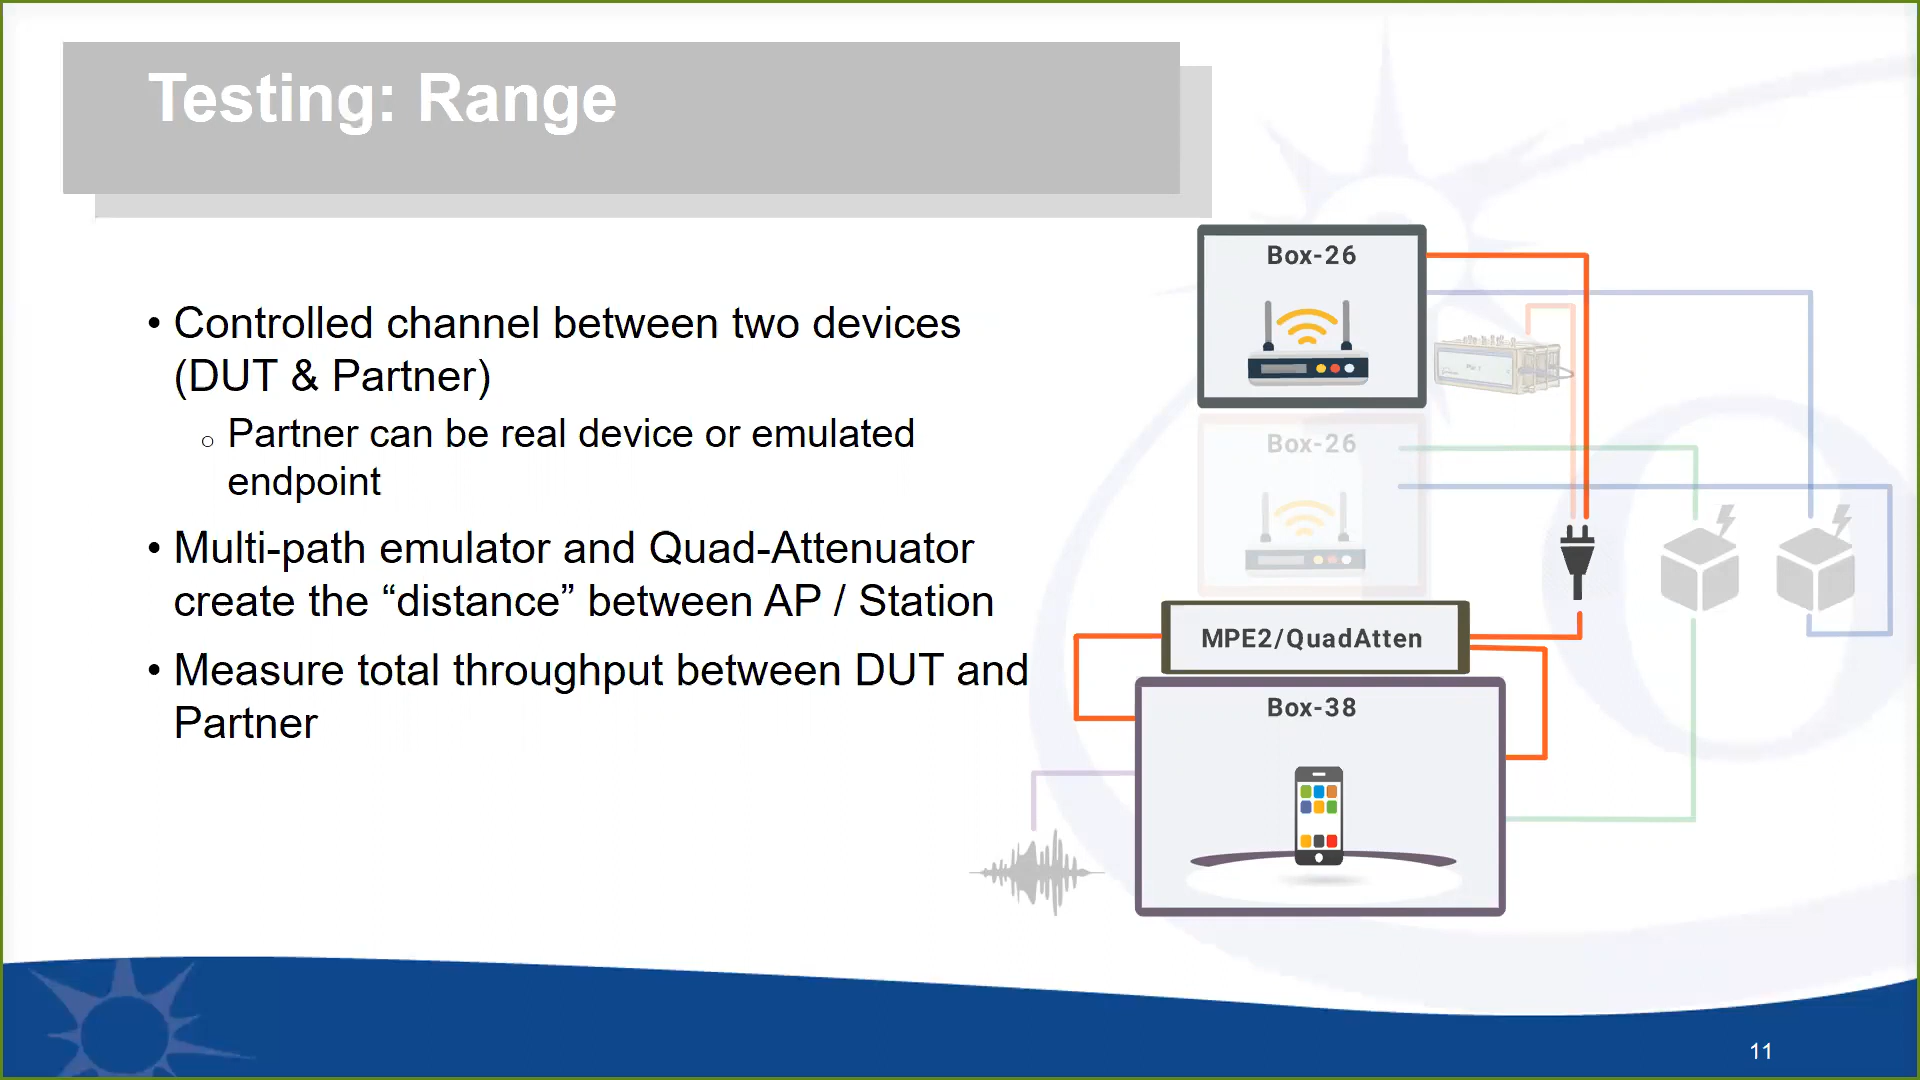 Testing: Range
• Controlled channel between two devices
(DUT & Partner)
○ Partner can be real device or emulated
endpoint
• Multi-path emulator and Quad-Attenuator
create the “distance” between AP / Station
• Measure total throughput between DUT and
Partner
Box-26
Box-26
MPE2/QuadAtten
Box-38
11